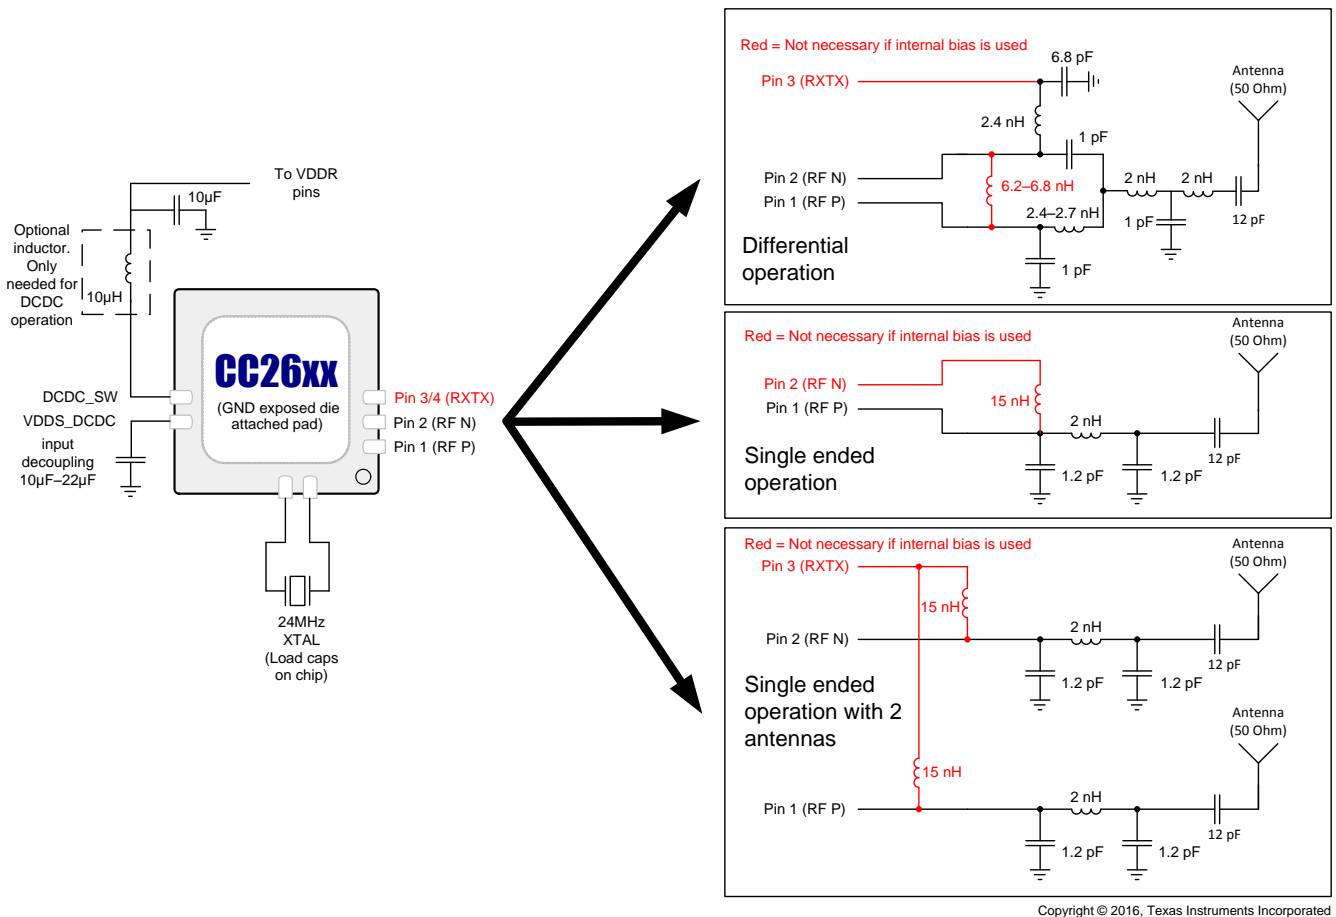 To VDDR
pins
10µF
Optional
inductor.
Only
needed for
DCDC
operation
10µH
CC26xx
(GND exposed die
attached pad)
DCDC_SW
VDDS_DCDC
input
decoupling
10µF–22µF
Pin 3/4 (RXTX)
Pin 2 (RF N)
Pin 1 (RF P)
24MHz
XTAL
(Load caps
on chip)
Red = Not necessary if internal bias is used
6.8 pF
Pin 3 (RXTX)
Antenna
(50 Ohm)
2.4 nH
1 pF
Pin 2 (RF N)
6.2–6.8 nH
2 nH
2 nH
Pin 1 (RF P)
2.4–2.7 nH
1 pF
12 pF
Differential
operation
1 pF
Red = Not necessary if internal bias is used
Antenna
(50 Ohm)
Pin 2 (RF N)
15 nH
Pin 1 (RF P)
2 nH
12 pF
Single ended
operation
1.2 pF
1.2 pF
Red = Not necessary if internal bias is used
Antenna
(50 Ohm)
Pin 3 (RXTX)
15 nH
Pin 2 (RF N)
2 nH
12 pF
1.2 pF
1.2 pF
Single ended
operation with 2
antennas
Antenna
(50 Ohm)
15 nH
Pin 1 (RF P)
2 nH
12 pF
1.2 pF
1.2 pF
Copyright © 2016, Texas Instruments Incorporated